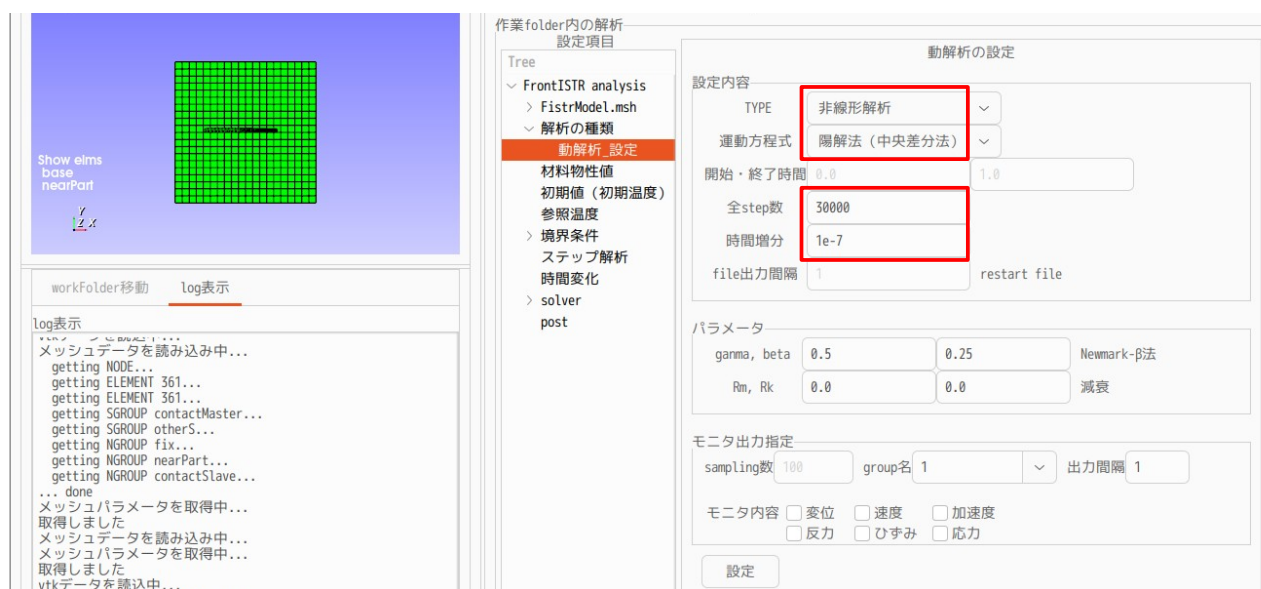 Show elms
base
nearPart
Y
Z X
workFolder移動 log表示
log表示
メッシュデータを読み込み中...
getting NODE...
getting ELEMENT 361...
getting ELEMENT 361...
getting SGROUP contactMaster...
getting SGROUP otherS...
getting NGROUP fix...
getting NGROUP nearPart...
getting NGROUP contactSlave...
... done
メッシュパラメータを取得中...
取得しました
メッシュデータを読み込み中...
メッシュパラメータを取得中...
取得しました
vtkデータを読込中...
作業folder内の解析
設定項目
Tree
FrontISTR analysis
FistrModel.msh
解析の種類
動解析_設定
材料物性値
初期値（初期温度）
参照温度
境界条件
ステップ解析
時間変化
solver
post
動解析の設定
設定内容
TYPE 非線形解析
運動方程式 陽解法（中央差分法）
開始・終了時間 0.0 1.0
全step数 30000
時間増分 1e-7
file出力間隔 1 restart file
パラメータ
ganma, beta 0.5 0.25 Newmark-β法
Rm, Rk 0.0 0.0 減衰
モニタ出力指定
sampling数 100 group名 1 出力間隔 1
モニタ内容 変位 速度 加速度
反力 ひずみ 応力
設定